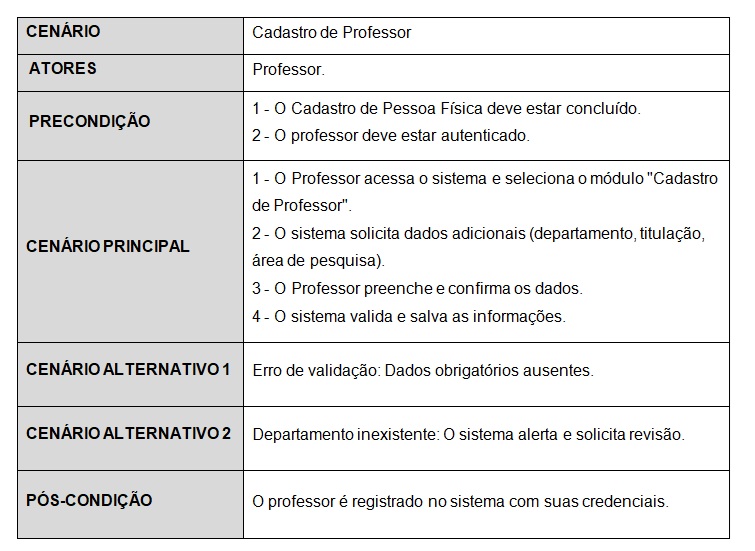 CENÁRIO
Cadastro de Professor
ATORES
Professor.
PRECONDIÇÃO
1 - O Cadastro de Pessoa Física deve estar concluído.
2 - O professor deve estar autenticado.
CENÁRIO PRINCIPAL
1 - O Professor acessa o sistema e seleciona o módulo "Cadastro
de Professor".
2 - O sistema solicita dados adicionais (departamento, titulação,
área de pesquisa).
3 - O Professor preenche e confirma os dados.
4 - O sistema valida e salva as informações.
CENÁRIO ALTERNATIVO 1
Erro de validação: Dados obrigatórios ausentes.
CENÁRIO ALTERNATIVO 2
Departamento inexistente: O sistema alerta e solicita revisão.
PÓS-CONDIÇÃO
O professor é registrado no sistema com suas credenciais.